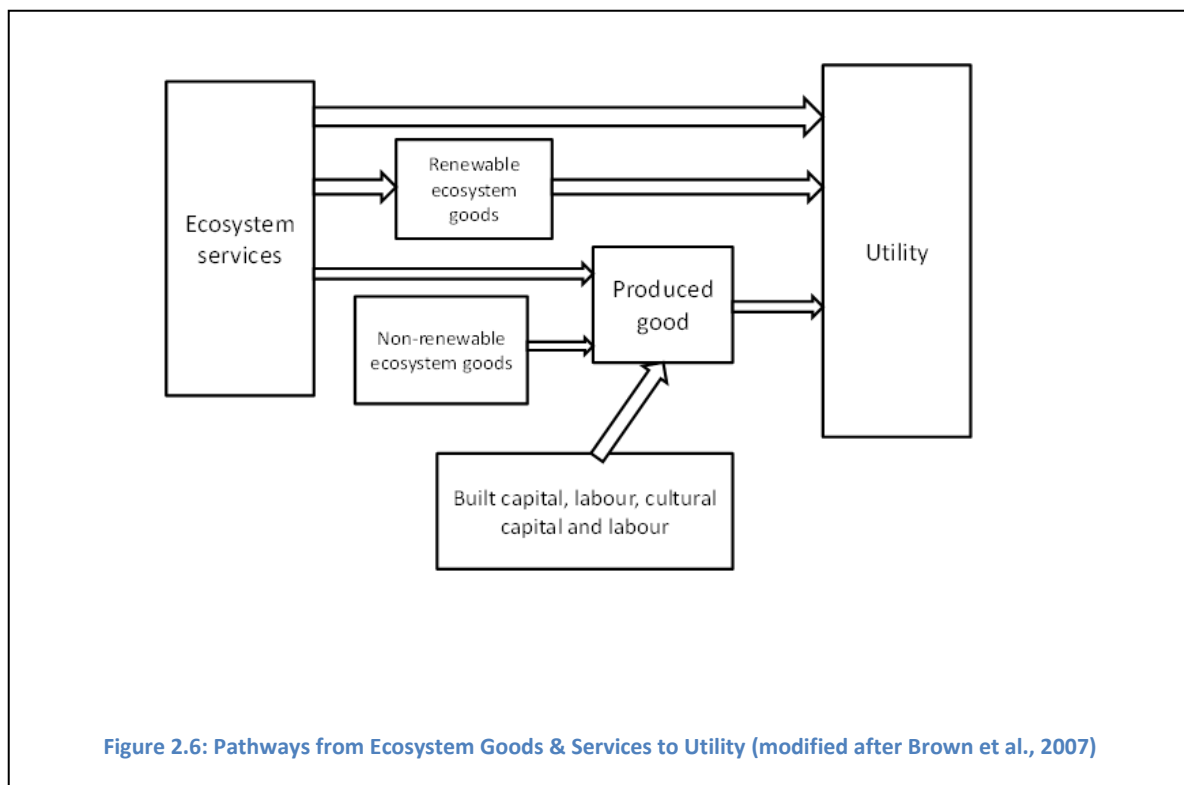 Ecosystem
services
Renewable
ecosystem
goods
Non-renewable
ecosystem goods
Produced
good
Built capital, labour, cultural
capital and labour
Utility
Figure 2.6: Pathways from Ecosystem Goods & Services to Utility (modified after Brown et al., 2007)